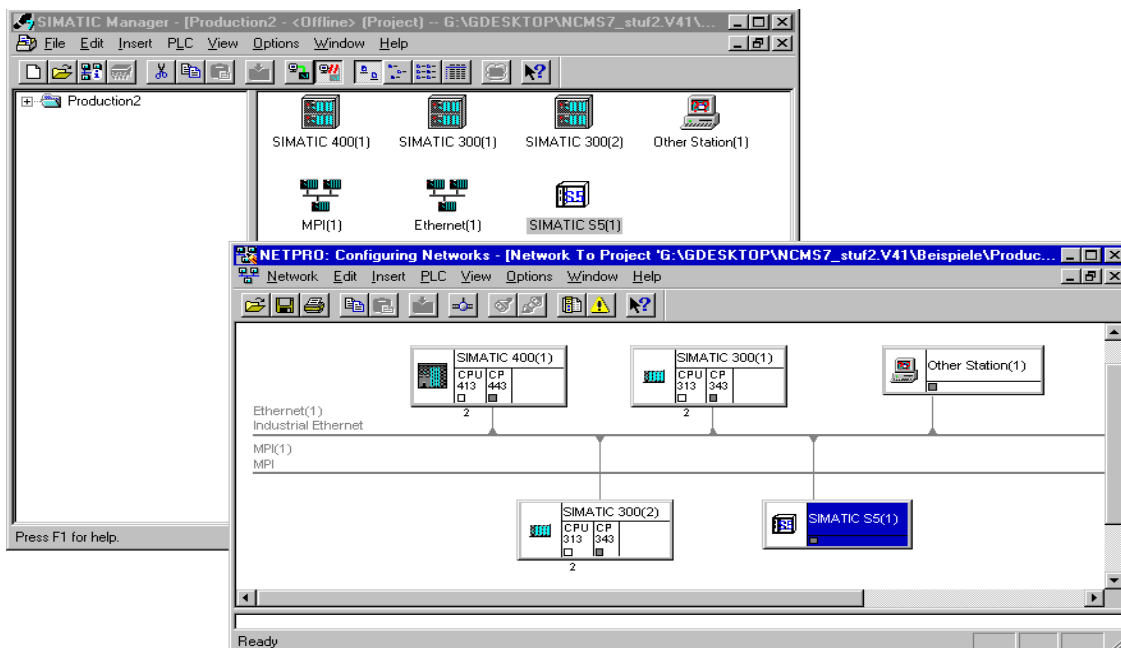 SIMATIC Manager - [Production2 - <Offline> (Project) -- G:\GDESKTOP\NCMS7_stuf2.V41\...
File Edit Insert PLC View Options Window Help
Production2
SIMATIC 400(1) SIMATIC 300(1) SIMATIC 300(2) Other Station(1)
S5
MPI(1) Ethernet(1) SIMATIC S5(1)
Press F1 for help.
NETPRO: Configuring Networks - [Network To Project 'G:\GDESKTOP\NCMS7_stuf2.V41\Beispiele\Produc...
Network Edit Insert PLC View Options Window Help
SIMATIC 400(1)
CPU CP
413 443
2
SIMATIC 300(1)
CPU CP
313 343
2
Other Station(1)
Ethernet(1)
Industrial Ethernet
MPI(1)
MPI
SIMATIC 300(2)
CPU CP
313 343
2
S5
SIMATIC S5(1)
Ready